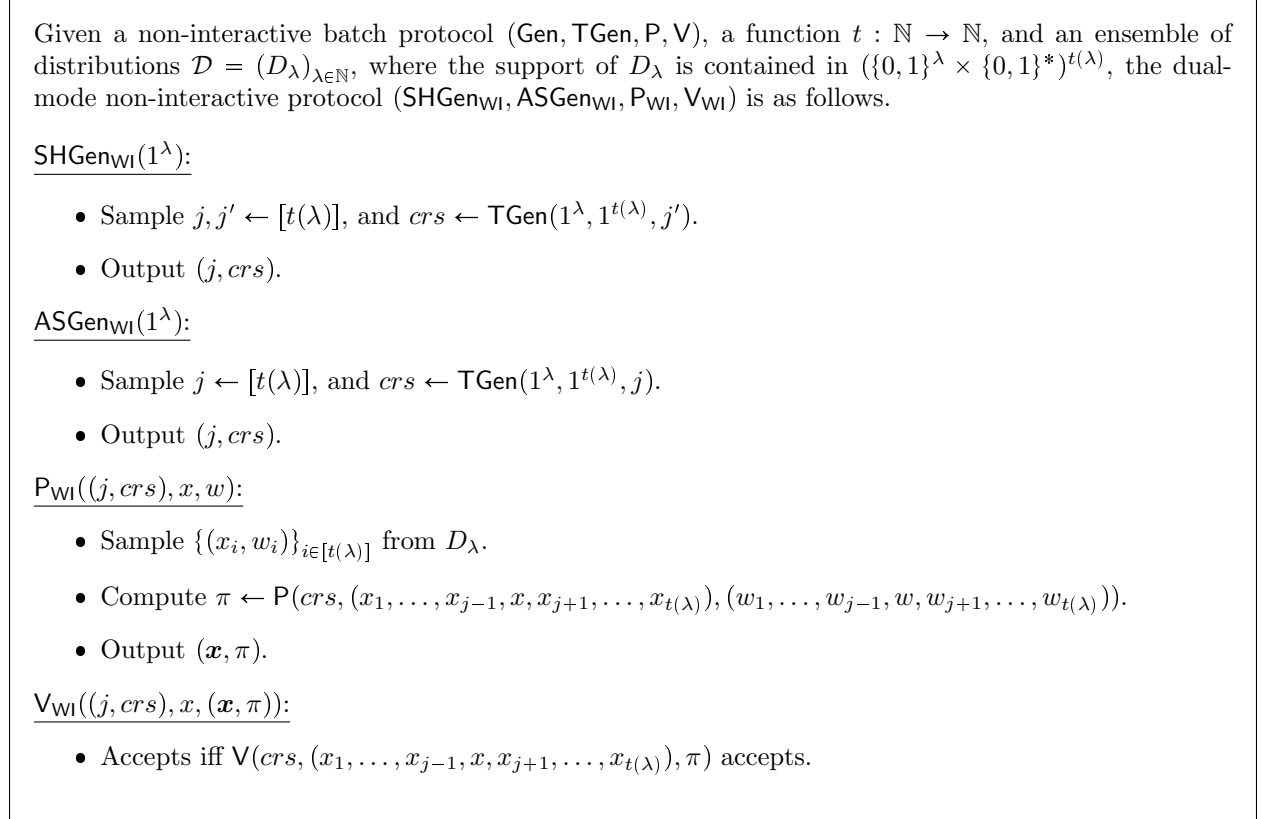 Given a non-interactive batch protocol (Gen, TGen, P, V), a function t : ℕ → ℕ, and an ensemble of
distributions 𝒟 = (D_λ)_{λ∈ℕ}, where the support of D_λ is contained in ({0, 1}^λ × {0, 1}*)^{t(λ)}, the dual-
mode non-interactive protocol (SHGen_WI, ASGen_WI, P_WI, V_WI) is as follows.
SHGen_WI(1^λ):
• Sample j, j′ ← [t(λ)], and crs ← TGen(1^λ, 1^{t(λ)}, j′).
• Output (j, crs).
ASGen_WI(1^λ):
• Sample j ← [t(λ)], and crs ← TGen(1^λ, 1^{t(λ)}, j).
• Output (j, crs).
P_WI((j, crs), x, w):
• Sample {(x_i, w_i)}_{i∈[t(λ)]} from D_λ.
• Compute π ← P(crs, (x_1, . . . , x_{j−1}, x, x_{j+1}, . . . , x_{t(λ)}), (w_1, . . . , w_{j−1}, w, w_{j+1}, . . . , w_{t(λ)})).
• Output (𝒙, π).
V_WI((j, crs), x, (𝒙, π)):
• Accepts iff V(crs, (x_1, . . . , x_{j−1}, x, x_{j+1}, . . . , x_{t(λ)}), π) accepts.